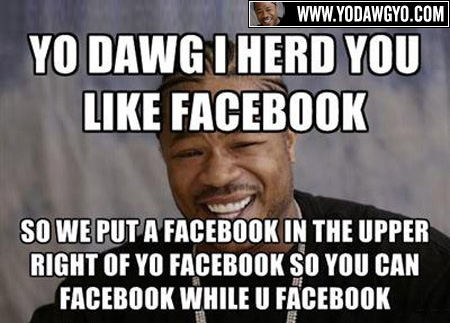 WWW.YODAWGYO.COM
YO DAWG I HERD YOU
LIKE FACEBOOK
SO WE PUT A FACEBOOK IN THE UPPER
RIGHT OF YO FACEBOOK SO YOU CAN
FACEBOOK WHILE U FACEBOOK